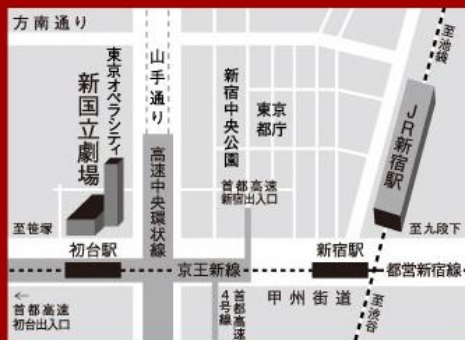 方南通り
新国立劇場
東京オペラシティ
山手通り
高速中央環状線
新宿中央公園
東京
都庁
首都高速
新宿出入口
至池袋
JR新宿駅
至笹塚
至九段下
初台駅
新宿駅
京王新線
都営新宿線
←
首都高速
初台出入口
首都高速
4号線
甲州街道
至渋谷